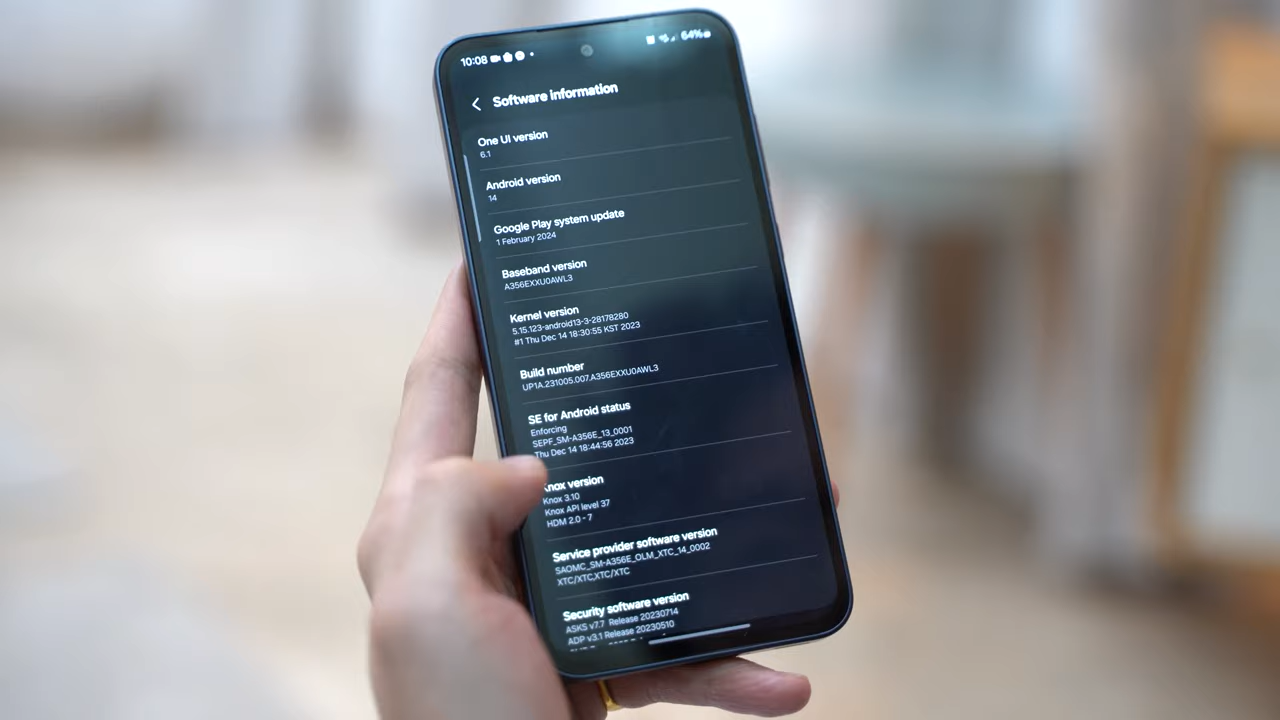 10:08
64%
Software information
One UI version
6.1
Android version
14
Google Play system update
1 February 2024
Baseband version
A356EXXU0AWL3
Kernel version
5.15.123-android13-3-28178280
#1 Thu Dec 14 18:30:55 KST 2023
Build number
UP1A.231005.007.A356EXXU0AWL3
SE for Android status
Enforcing
SEPF_SM-A356E_13_0001
Thu Dec 14 18:44:56 2023
Knox version
Knox 3.10
Knox API level 37
HDM 2.0 - 7
Service provider software version
SAOMC_SM-A356E_OLM_XTC_14_0002
XTC/XTC,XTC/XTC
Security software version
ASKS v7.7 Release 20230714
ADP v3.1 Release 20230510